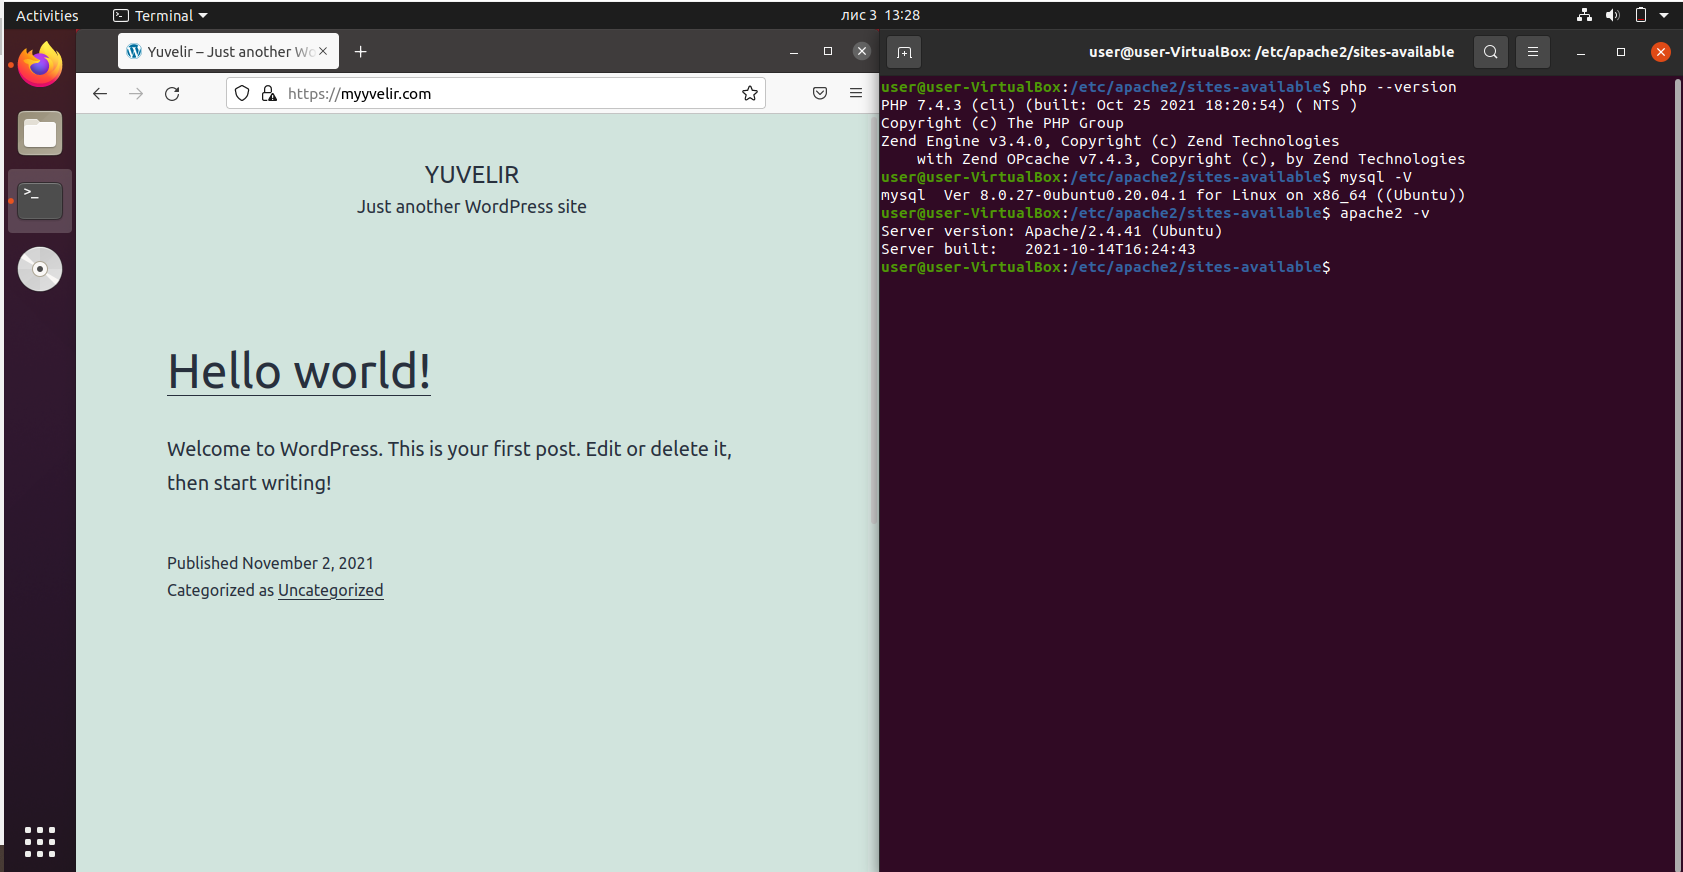 Activities
Terminal
лис 3 13:28
Yuvelir – Just another Wo
https://myyvelir.com
YUVELIR
Just another WordPress site
Hello world!
Welcome to WordPress. This is your first post. Edit or delete it,
then start writing!
Published November 2, 2021
Categorized as Uncategorized
user@user-VirtualBox: /etc/apache2/sites-available
user@user-VirtualBox:/etc/apache2/sites-available$ php --version
PHP 7.4.3 (cli) (built: Oct 25 2021 18:20:54) ( NTS )
Copyright (c) The PHP Group
Zend Engine v3.4.0, Copyright (c) Zend Technologies
    with Zend OPcache v7.4.3, Copyright (c), by Zend Technologies
user@user-VirtualBox:/etc/apache2/sites-available$ mysql -V
mysql  Ver 8.0.27-0ubuntu0.20.04.1 for Linux on x86_64 ((Ubuntu))
user@user-VirtualBox:/etc/apache2/sites-available$ apache2 -v
Server version: Apache/2.4.41 (Ubuntu)
Server built:   2021-10-14T16:24:43
user@user-VirtualBox:/etc/apache2/sites-available$